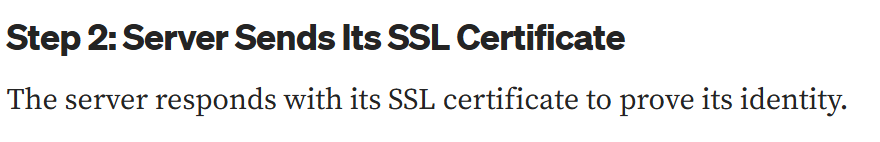 Step 2: Server Sends Its SSL Certificate
The server responds with its SSL certificate to prove its identity.